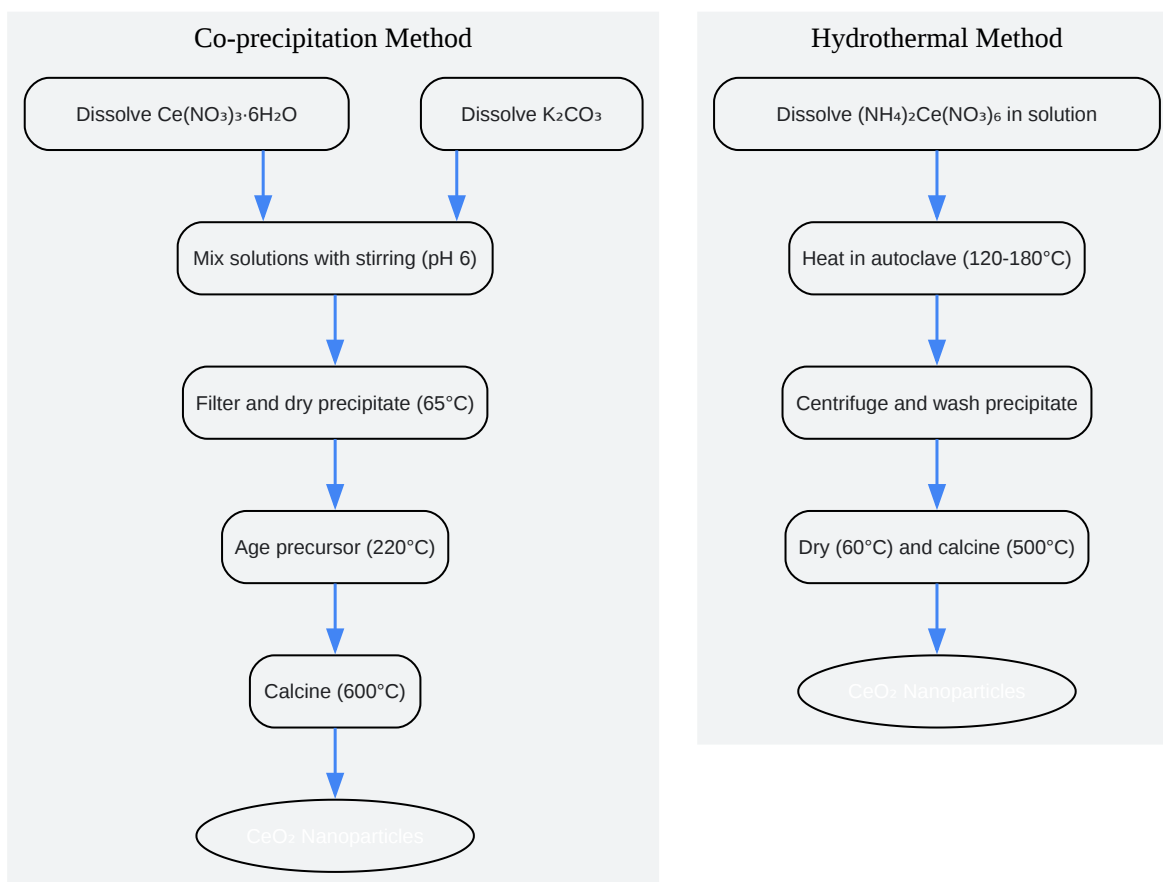 Co-precipitation Method
Dissolve Ce(NO₃)₃·6H₂O
Dissolve K₂CO₃
Mix solutions with stirring (pH 6)
Filter and dry precipitate (65°C)
Age precursor (220°C)
Calcine (600°C)
CeO₂ Nanoparticles
Hydrothermal Method
Dissolve (NH₄)₂Ce(NO₃)₆ in solution
Heat in autoclave (120-180°C)
Centrifuge and wash precipitate
Dry (60°C) and calcine (500°C)
CeO₂ Nanoparticles